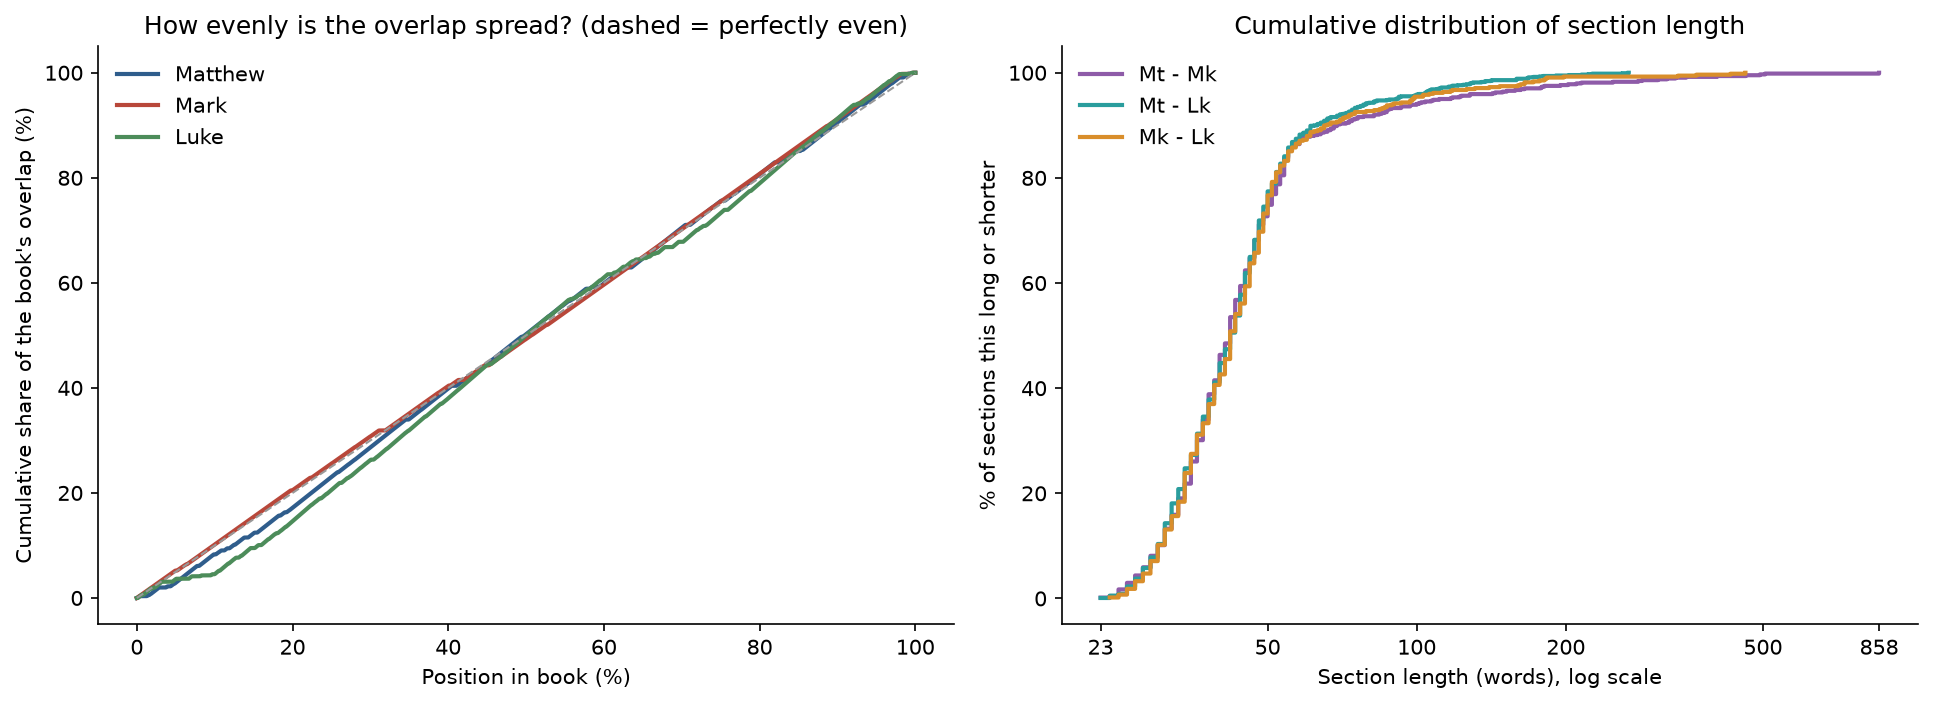 How evenly is the overlap spread? (dashed = perfectly even)
Cumulative share of the book's overlap (%)
100
80
60
40
20
0
Matthew
Mark
Luke
0 20 40 60 80 100
Position in book (%)
Cumulative distribution of section length
% of sections this long or shorter
100
80
60
40
20
0
Mt - Mk
Mt - Lk
Mk - Lk
23 50 100 200 500 858
Section length (words), log scale